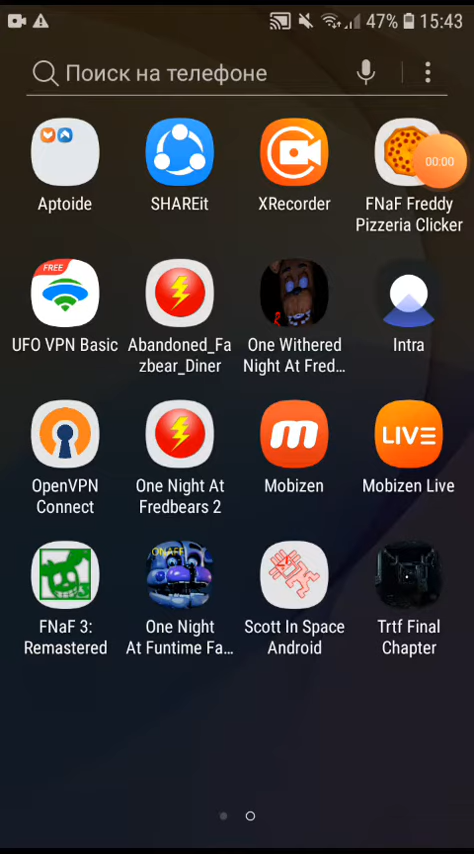 47% 15:43
Поиск на телефоне
00:00
Aptoide
SHAREit
XRecorder
FNaF Freddy
Pizzeria Clicker
FREE
UFO VPN Basic
Abandoned_Fa
zbear_Diner
One Withered
Night At Fred...
Intra
LIVE
OpenVPN
Connect
One Night At
Fredbears 2
Mobizen
Mobizen Live
ONAFF
FNaF 3:
Remastered
One Night
At Funtime Fa...
Scott In Space
Android
Trtf Final
Chapter